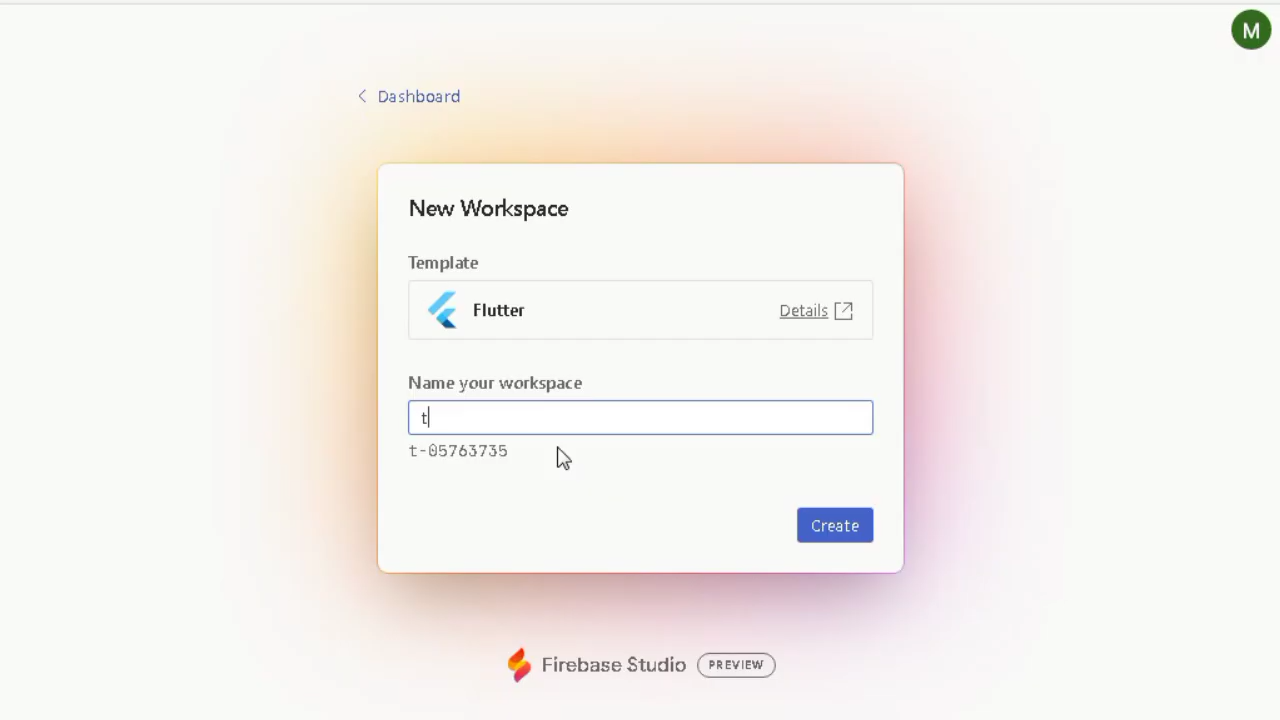 M
Dashboard
New Workspace
Template
Flutter
Details
Name your workspace
t
t-05763735
Create
Firebase Studio PREVIEW